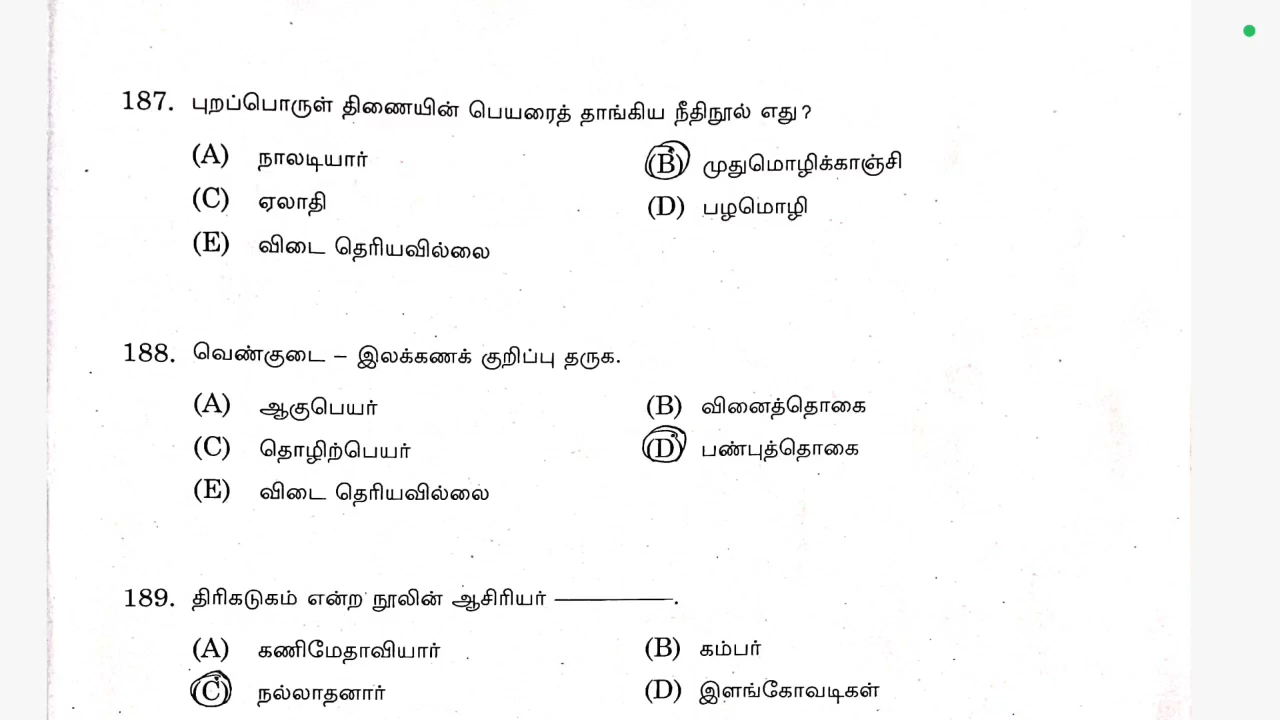 187. புறப்பொருள் திணையின் பெயரைத் தாங்கிய நீதிநூல் எது?
(A) நாலடியார் (B) முதுமொழிக்காஞ்சி
(C) ஏலாதி (D) பழமொழி
(E) விடை தெரியவில்லை
188. வெண்குடை – இலக்கணக் குறிப்பு தருக.
(A) ஆகுபெயர் (B) வினைத்தொகை
(C) தொழிற்பெயர் (D) பண்புத்தொகை
(E) விடை தெரியவில்லை
189. திரிகடுகம் என்ற நூலின் ஆசிரியர் ————.
(A) கணிமேதாவியார் (B) கம்பர்
(C) நல்லாதனார் (D) இளங்கோவடிகள்